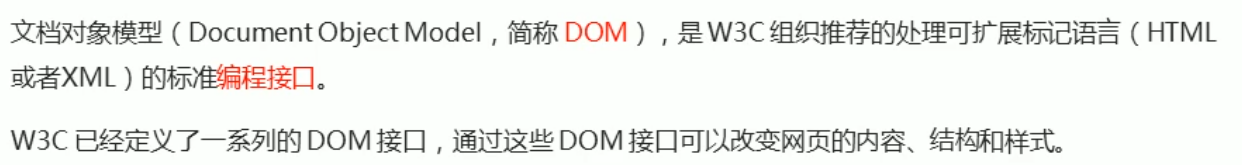 文档对象模型（Document Object Model，简称 DOM），是 W3C 组织推荐的处理可扩展标记语言（HTML
或者XML）的标准编程接口。
W3C 已经定义了一系列的 DOM 接口，通过这些 DOM 接口可以改变网页的内容、结构和样式。